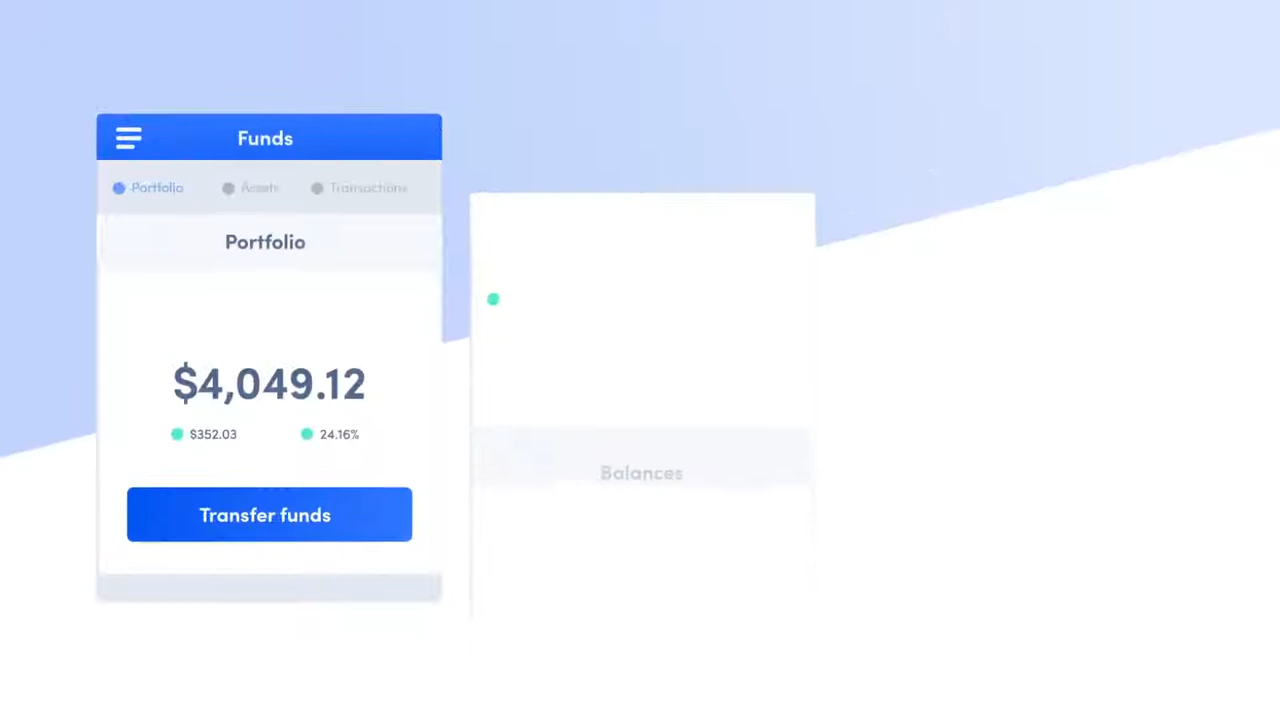 Funds
Portfolio Assets Transactions
Portfolio
$4,049.12
$352.03 24.16%
Transfer funds
Balances